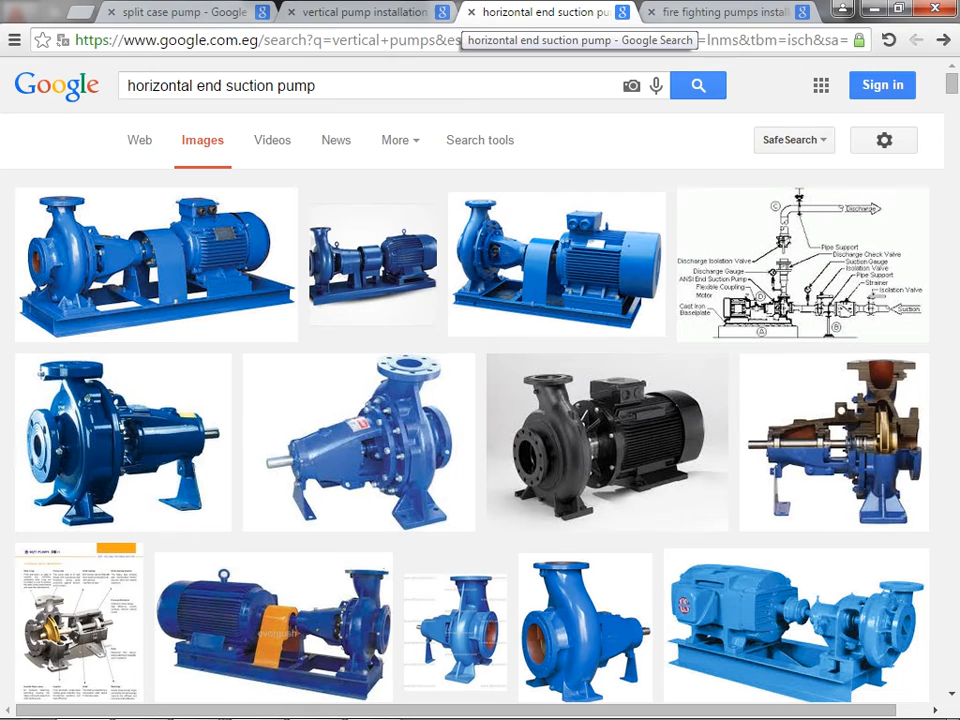 split case pump - Google
vertical pump installation
horizontal end suction pu
fire fighting pumps install
https://www.google.com.eg/search?q=vertical+pumps&es
horizontal end suction pump - Google Search
=lnms&tbm=isch&sa=
Google
horizontal end suction pump
Sign in
Web
Images
Videos
News
More
Search tools
SafeSearch
C
Discharge
Pipe Support
Discharge Isolation Valve
Discharge Check Valve
Discharge Gauge
Suction Gauge
ANSI End Suction Pump
Isolation Valve
Flexible Coupling
Pipe Support
Motor
Strainer
Isolation Valve
Cast Iron
Baseplate
D
Suction
A
B